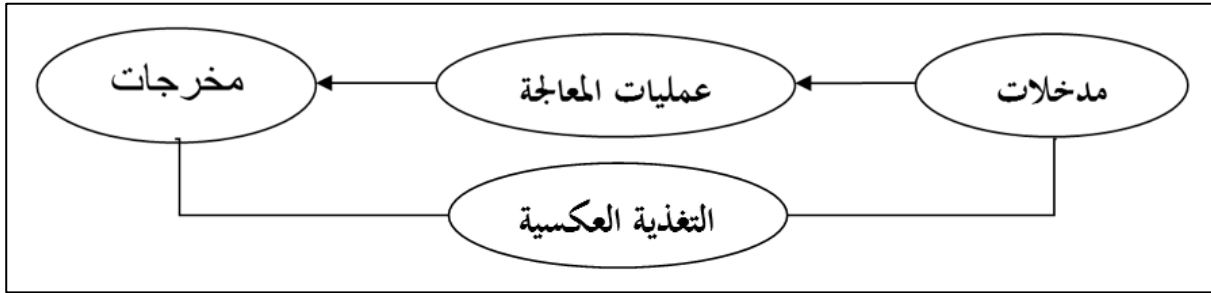 مدخلات
عمليات المعالجة
مخرجات
التغذية العكسية